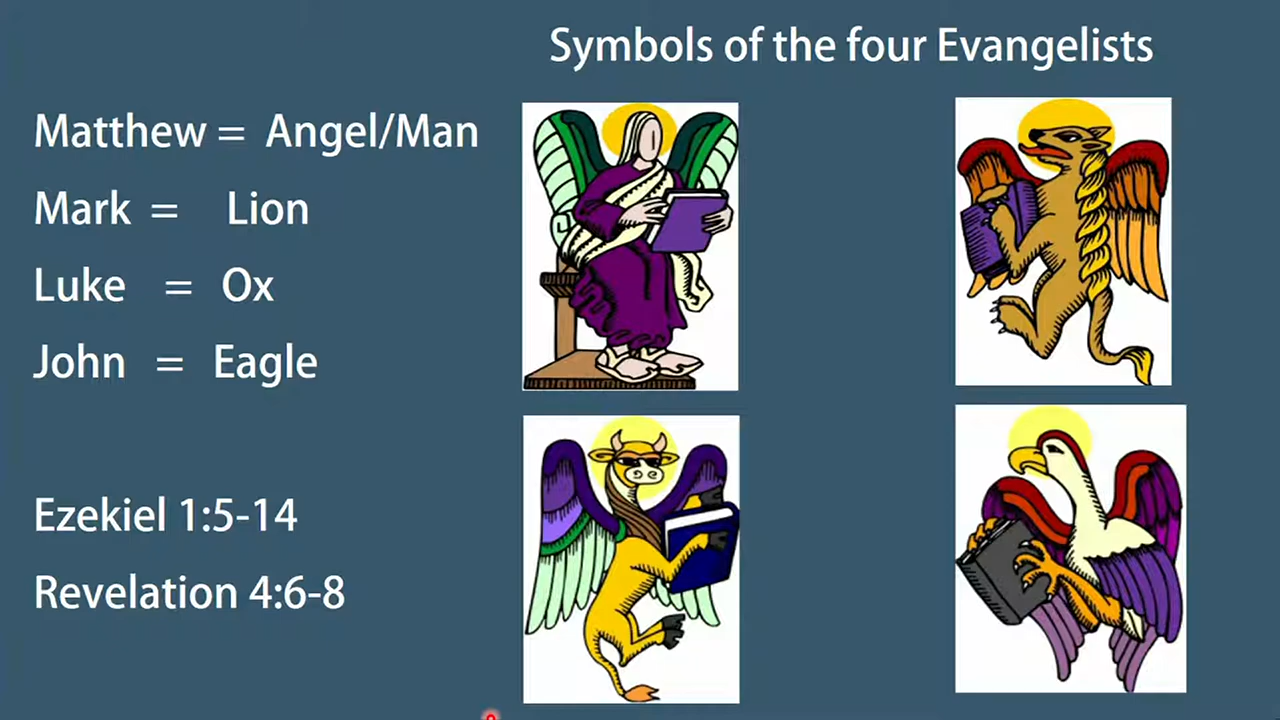 Symbols of the four Evangelists
Matthew = Angel/Man
Mark = Lion
Luke = Ox
John = Eagle
Ezekiel 1:5-14
Revelation 4:6-8